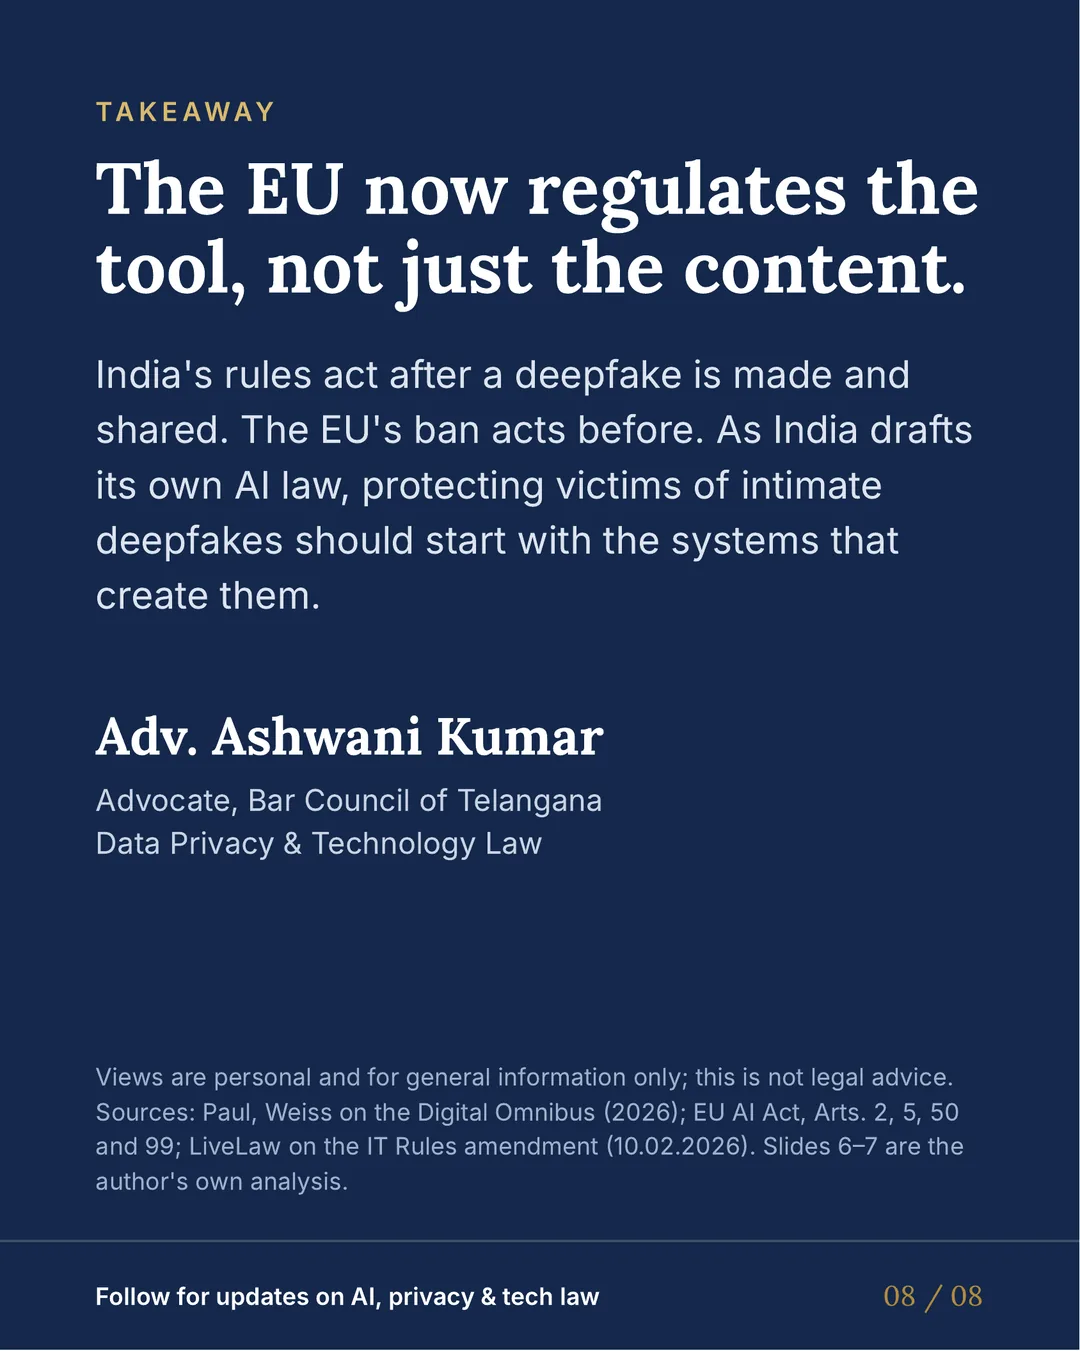 TAKEAWAY
The EU now regulates the
tool, not just the content.
India's rules act after a deepfake is made and
shared. The EU's ban acts before. As India drafts
its own AI law, protecting victims of intimate
deepfakes should start with the systems that
create them.
Adv. Ashwani Kumar
Advocate, Bar Council of Telangana
Data Privacy & Technology Law
Views are personal and for general information only; this is not legal advice.
Sources: Paul, Weiss on the Digital Omnibus (2026); EU AI Act, Arts. 2, 5, 50
and 99; LiveLaw on the IT Rules amendment (10.02.2026). Slides 6–7 are the
author's own analysis.
Follow for updates on AI, privacy & tech law
08 / 08